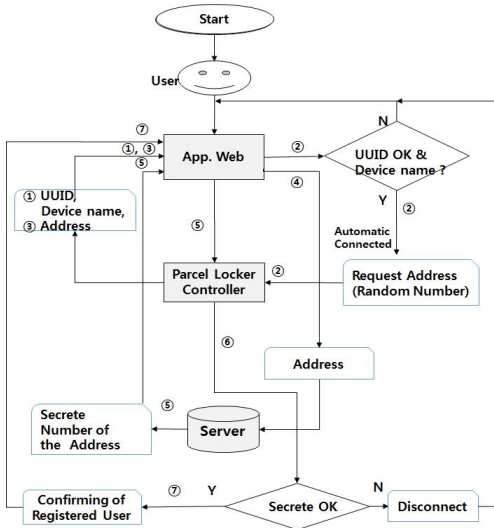 Start
User
⑦
①, ③
⑤
App. Web
②
④
N
UUID OK &
Device name ?
Y
②
Automatic
Connected
① UUID,
Device name,
③ Address
⑤
Parcel Locker
Controller
②
Request Address
(Random Number)
⑥
Address
Secrete
Number of
the Address
⑤
Server
Confirming of
Registered User
⑦
Y
Secrete OK
N
Disconnect